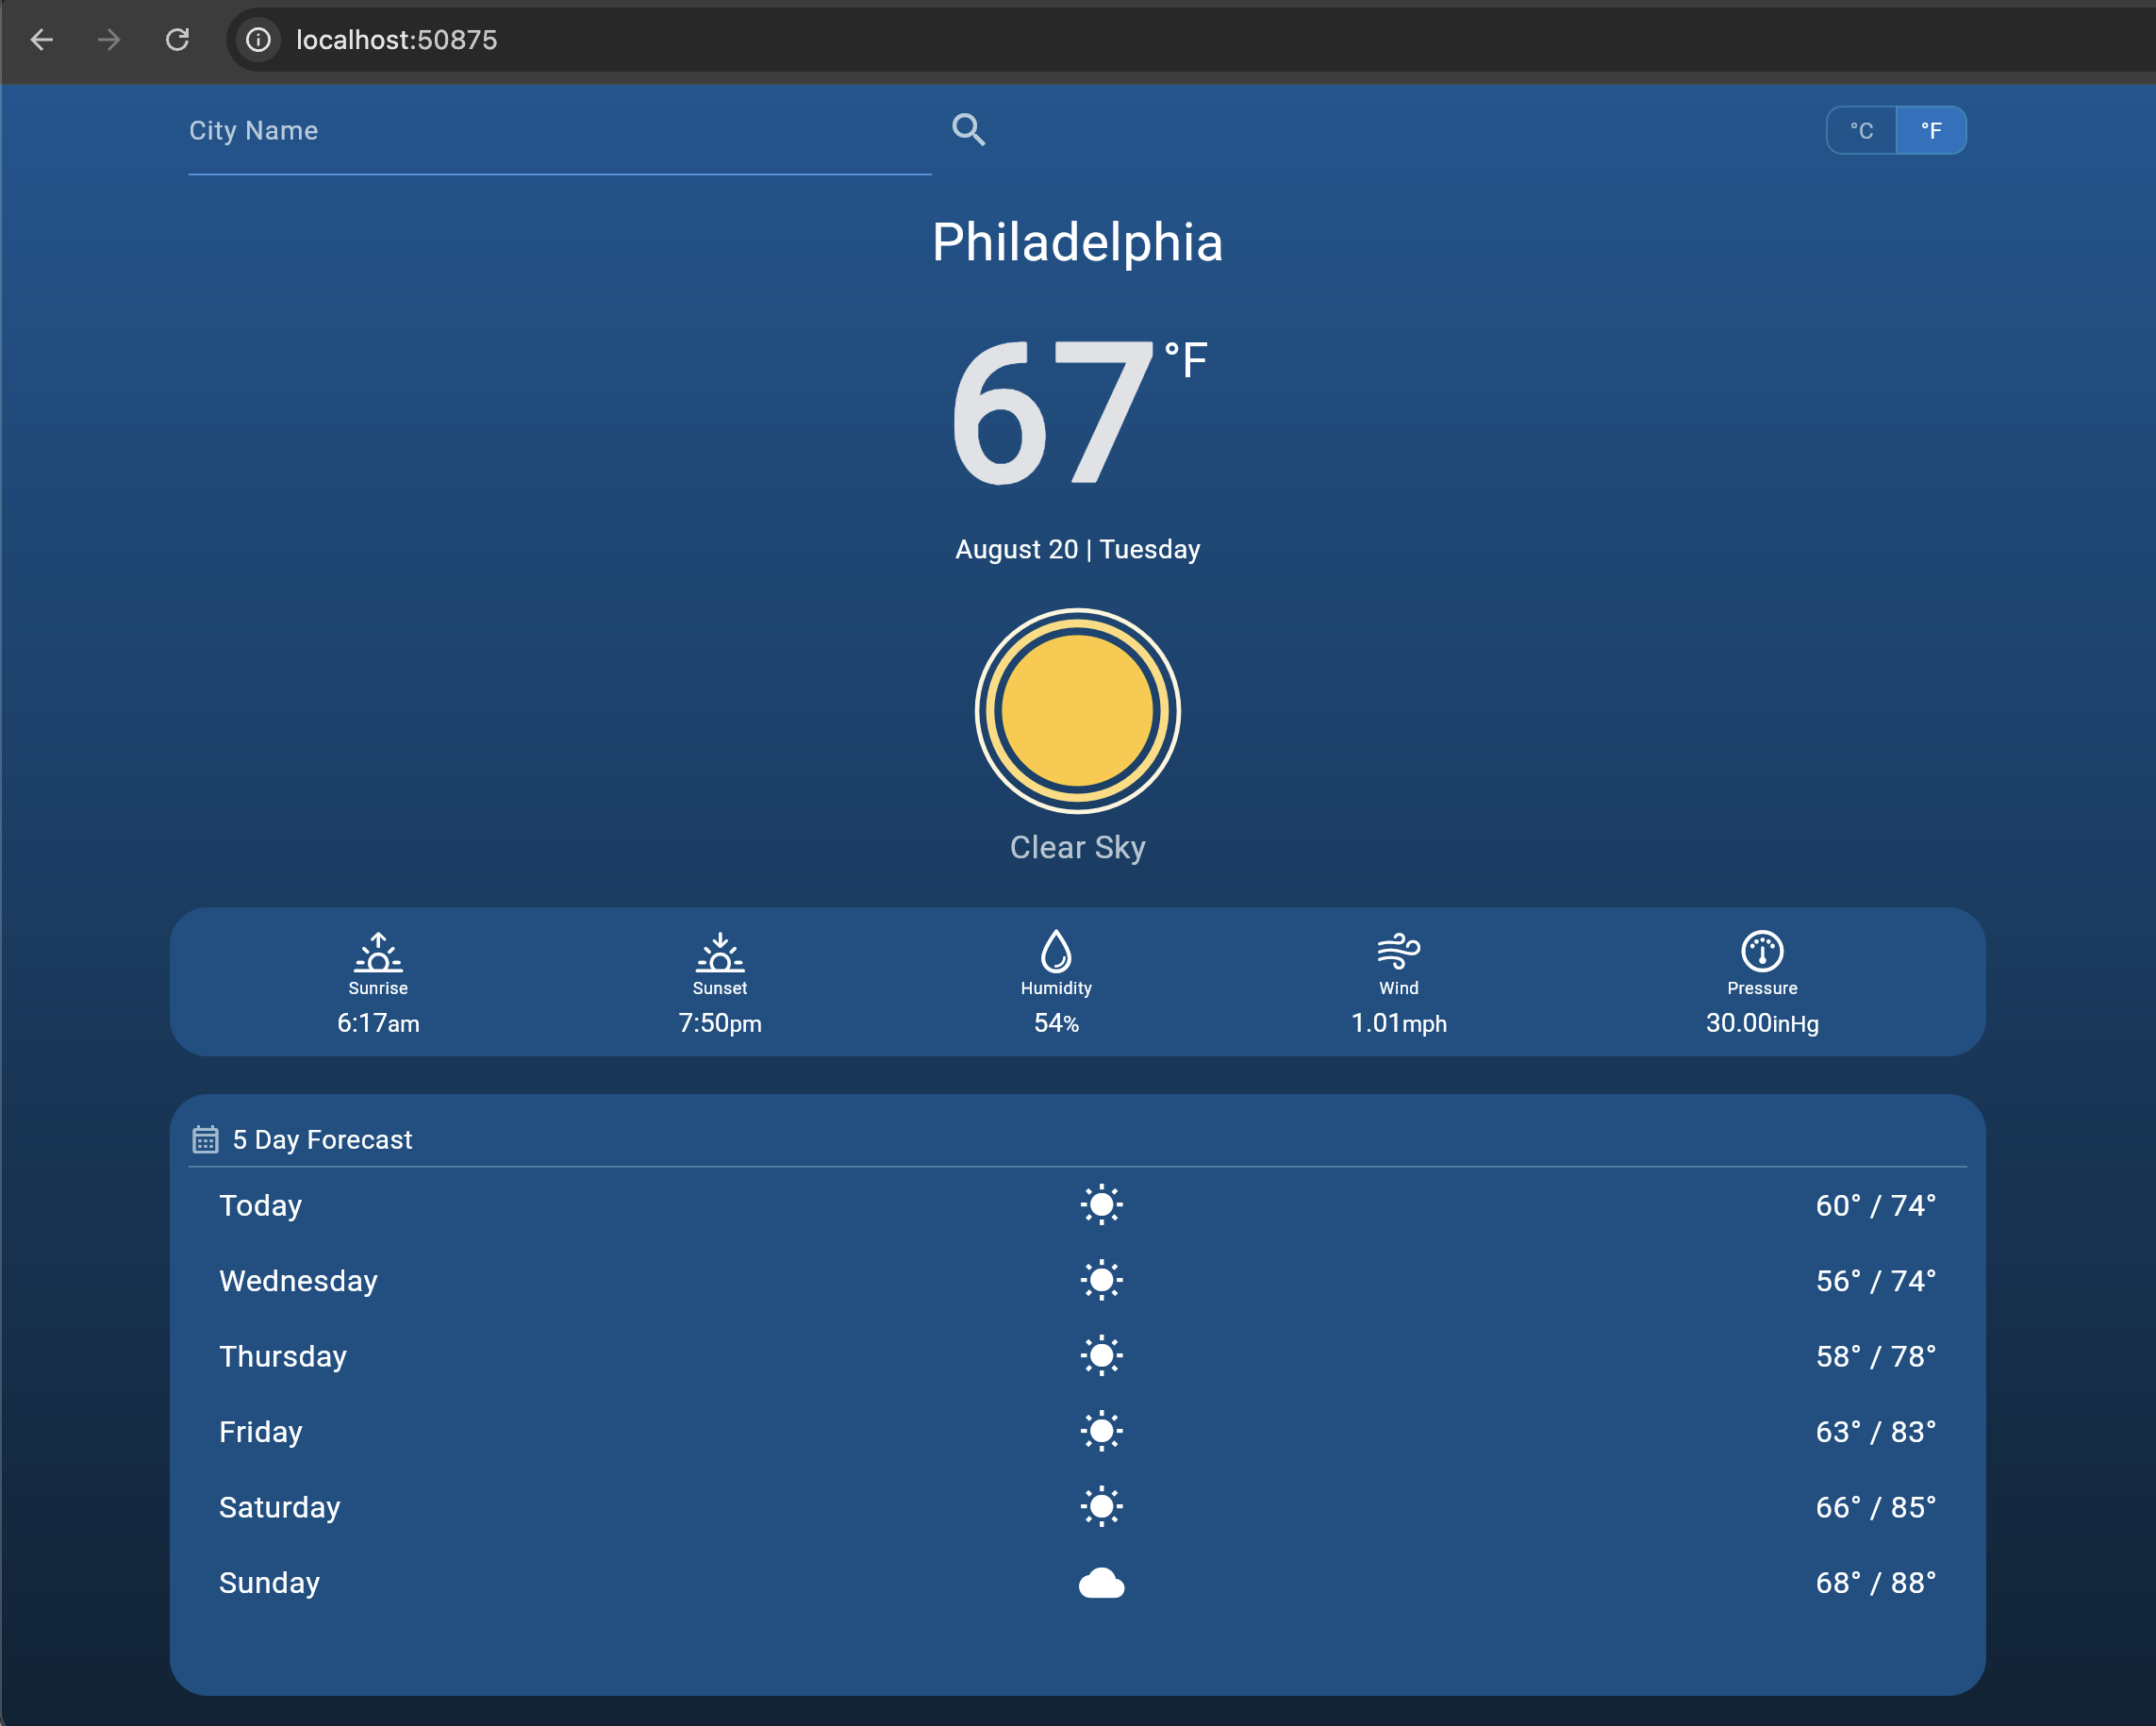 localhost:50875
City Name
°C °F
Philadelphia
67°F
August 20 | Tuesday
Clear Sky
Sunrise Sunset Humidity Wind Pressure
6:17am 7:50pm 54% 1.01mph 30.00inHg
5 Day Forecast
Today 60° / 74°
Wednesday 56° / 74°
Thursday 58° / 78°
Friday 63° / 83°
Saturday 66° / 85°
Sunday 68° / 88°